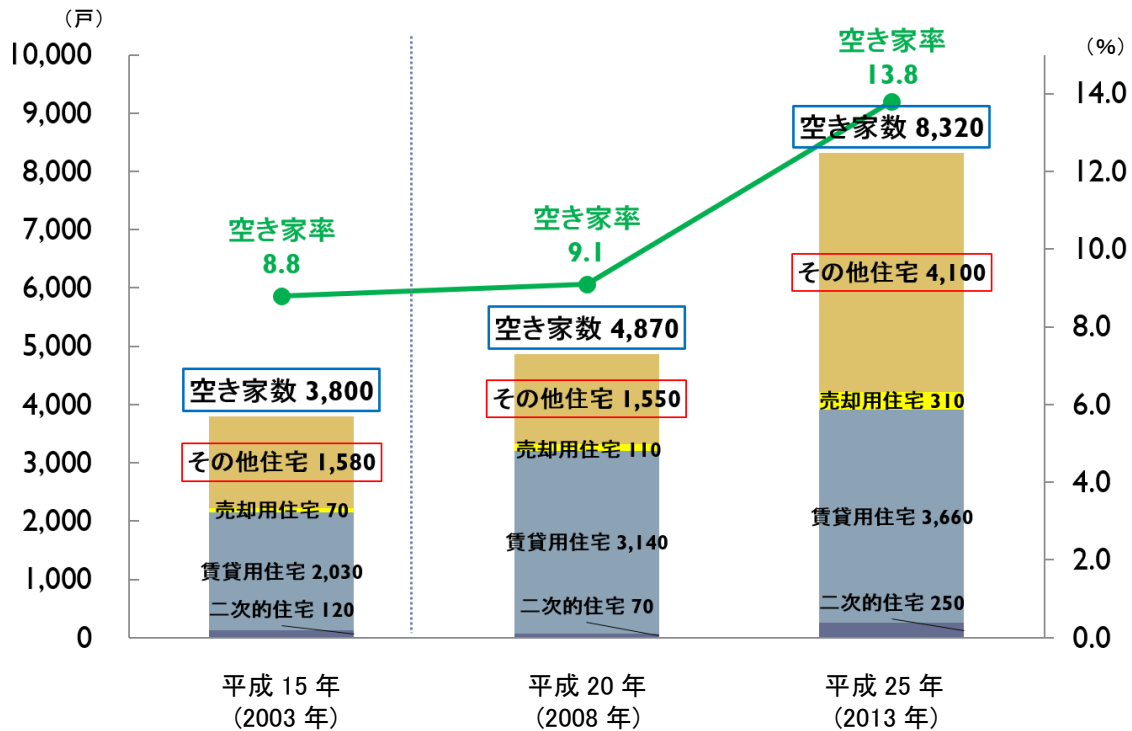 （戸）
（%）
10,000
9,000
8,000
7,000
6,000
5,000
4,000
3,000
2,000
1,000
0
14.0
12.0
10.0
8.0
6.0
4.0
2.0
0.0
空き家率
8.8
空き家数 3,800
その他住宅 1,580
売却用住宅 70
賃貸用住宅 2,030
二次的住宅 120
空き家率
9.1
空き家数 4,870
その他住宅 1,550
売却用住宅 110
賃貸用住宅 3,140
二次的住宅 70
空き家率
13.8
空き家数 8,320
その他住宅 4,100
売却用住宅 310
賃貸用住宅 3,660
二次的住宅 250
平成 15 年
（2003 年）
平成 20 年
（2008 年）
平成 25 年
（2013 年）